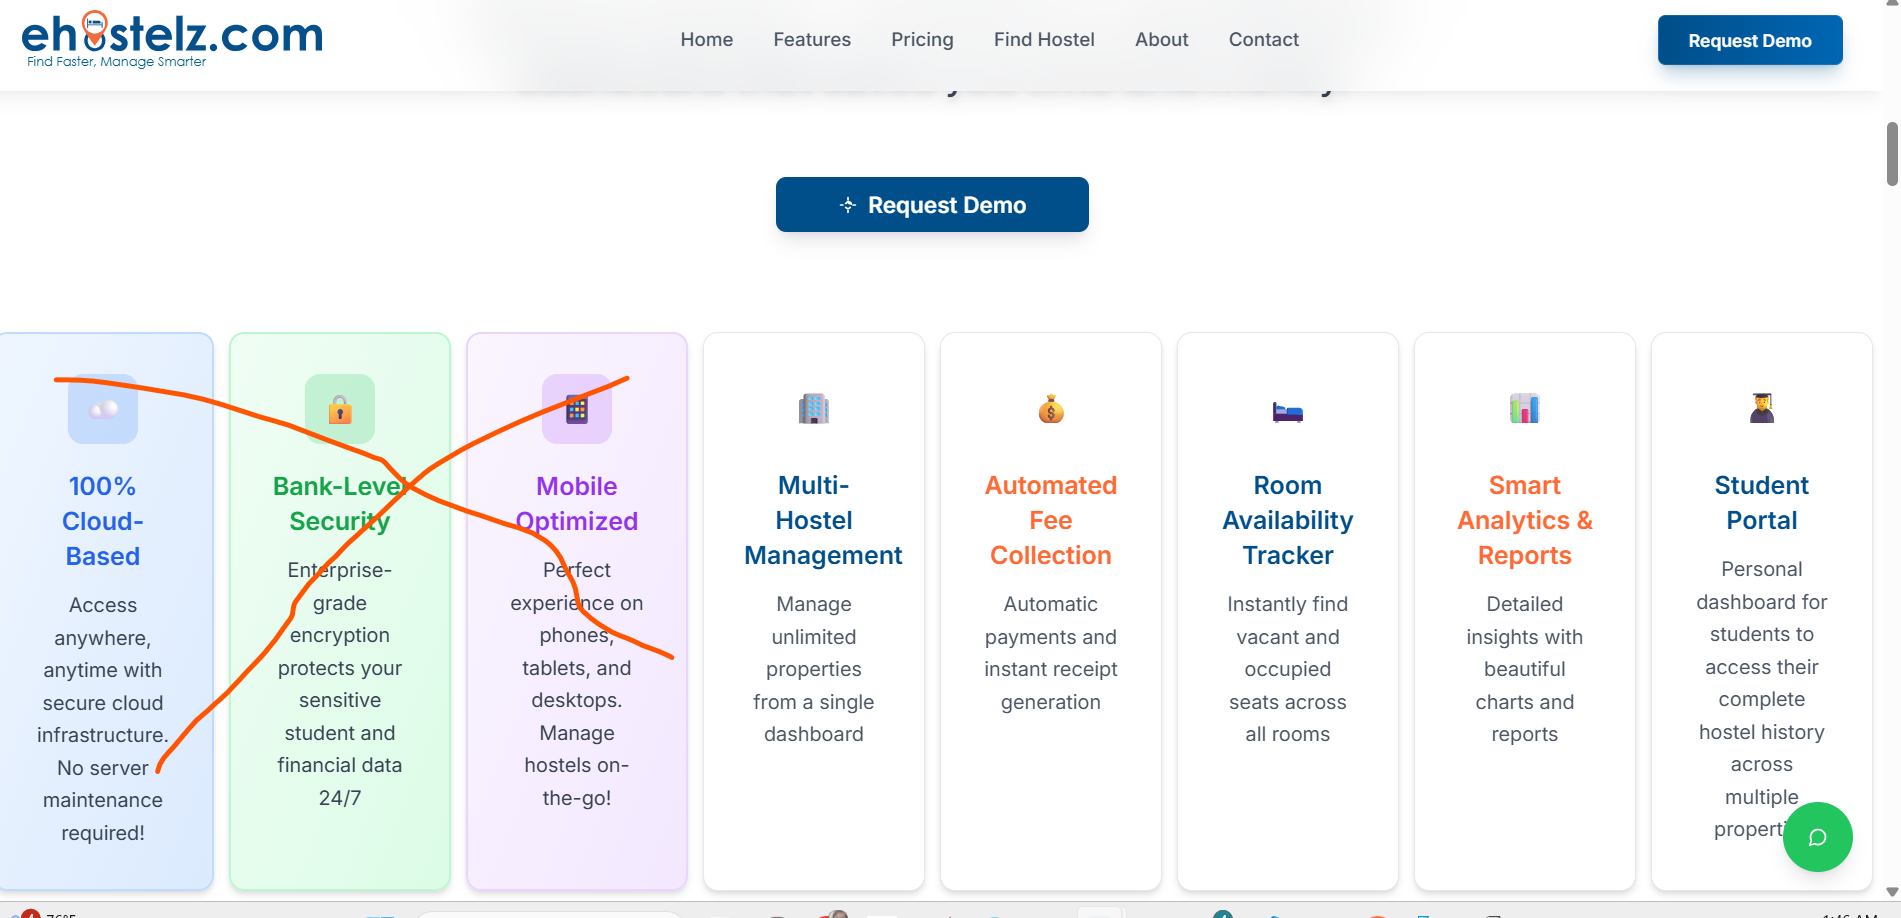 ehostelz.com
Find Faster, Manage Smarter
Home
Features
Pricing
Find Hostel
About
Contact
Request Demo
Request Demo
100%
Cloud-
Based
Access
anywhere,
anytime with
secure cloud
infrastructure.
No server
maintenance
required!
Bank-Level
Security
Enterprise-
grade
encryption
protects your
sensitive
student and
financial data
24/7
Mobile
Optimized
Perfect
experience on
phones,
tablets, and
desktops.
Manage
hostels on-
the-go!
Multi-
Hostel
Management
Manage
unlimited
properties
from a single
dashboard
Automated
Fee
Collection
Automatic
payments and
instant receipt
generation
Room
Availability
Tracker
Instantly find
vacant and
occupied
seats across
all rooms
Smart
Analytics &
Reports
Detailed
insights with
beautiful
charts and
reports
Student
Portal
Personal
dashboard for
students to
access their
complete
hostel history
across
multiple